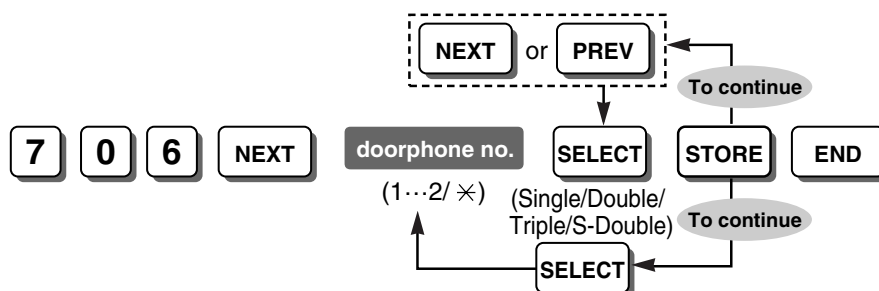 NEXT or PREV
To continue
7 0 6 NEXT doorphone no. SELECT STORE END
(1···2/ ✳)
(Single/Double/
Triple/S-Double)
To continue
SELECT